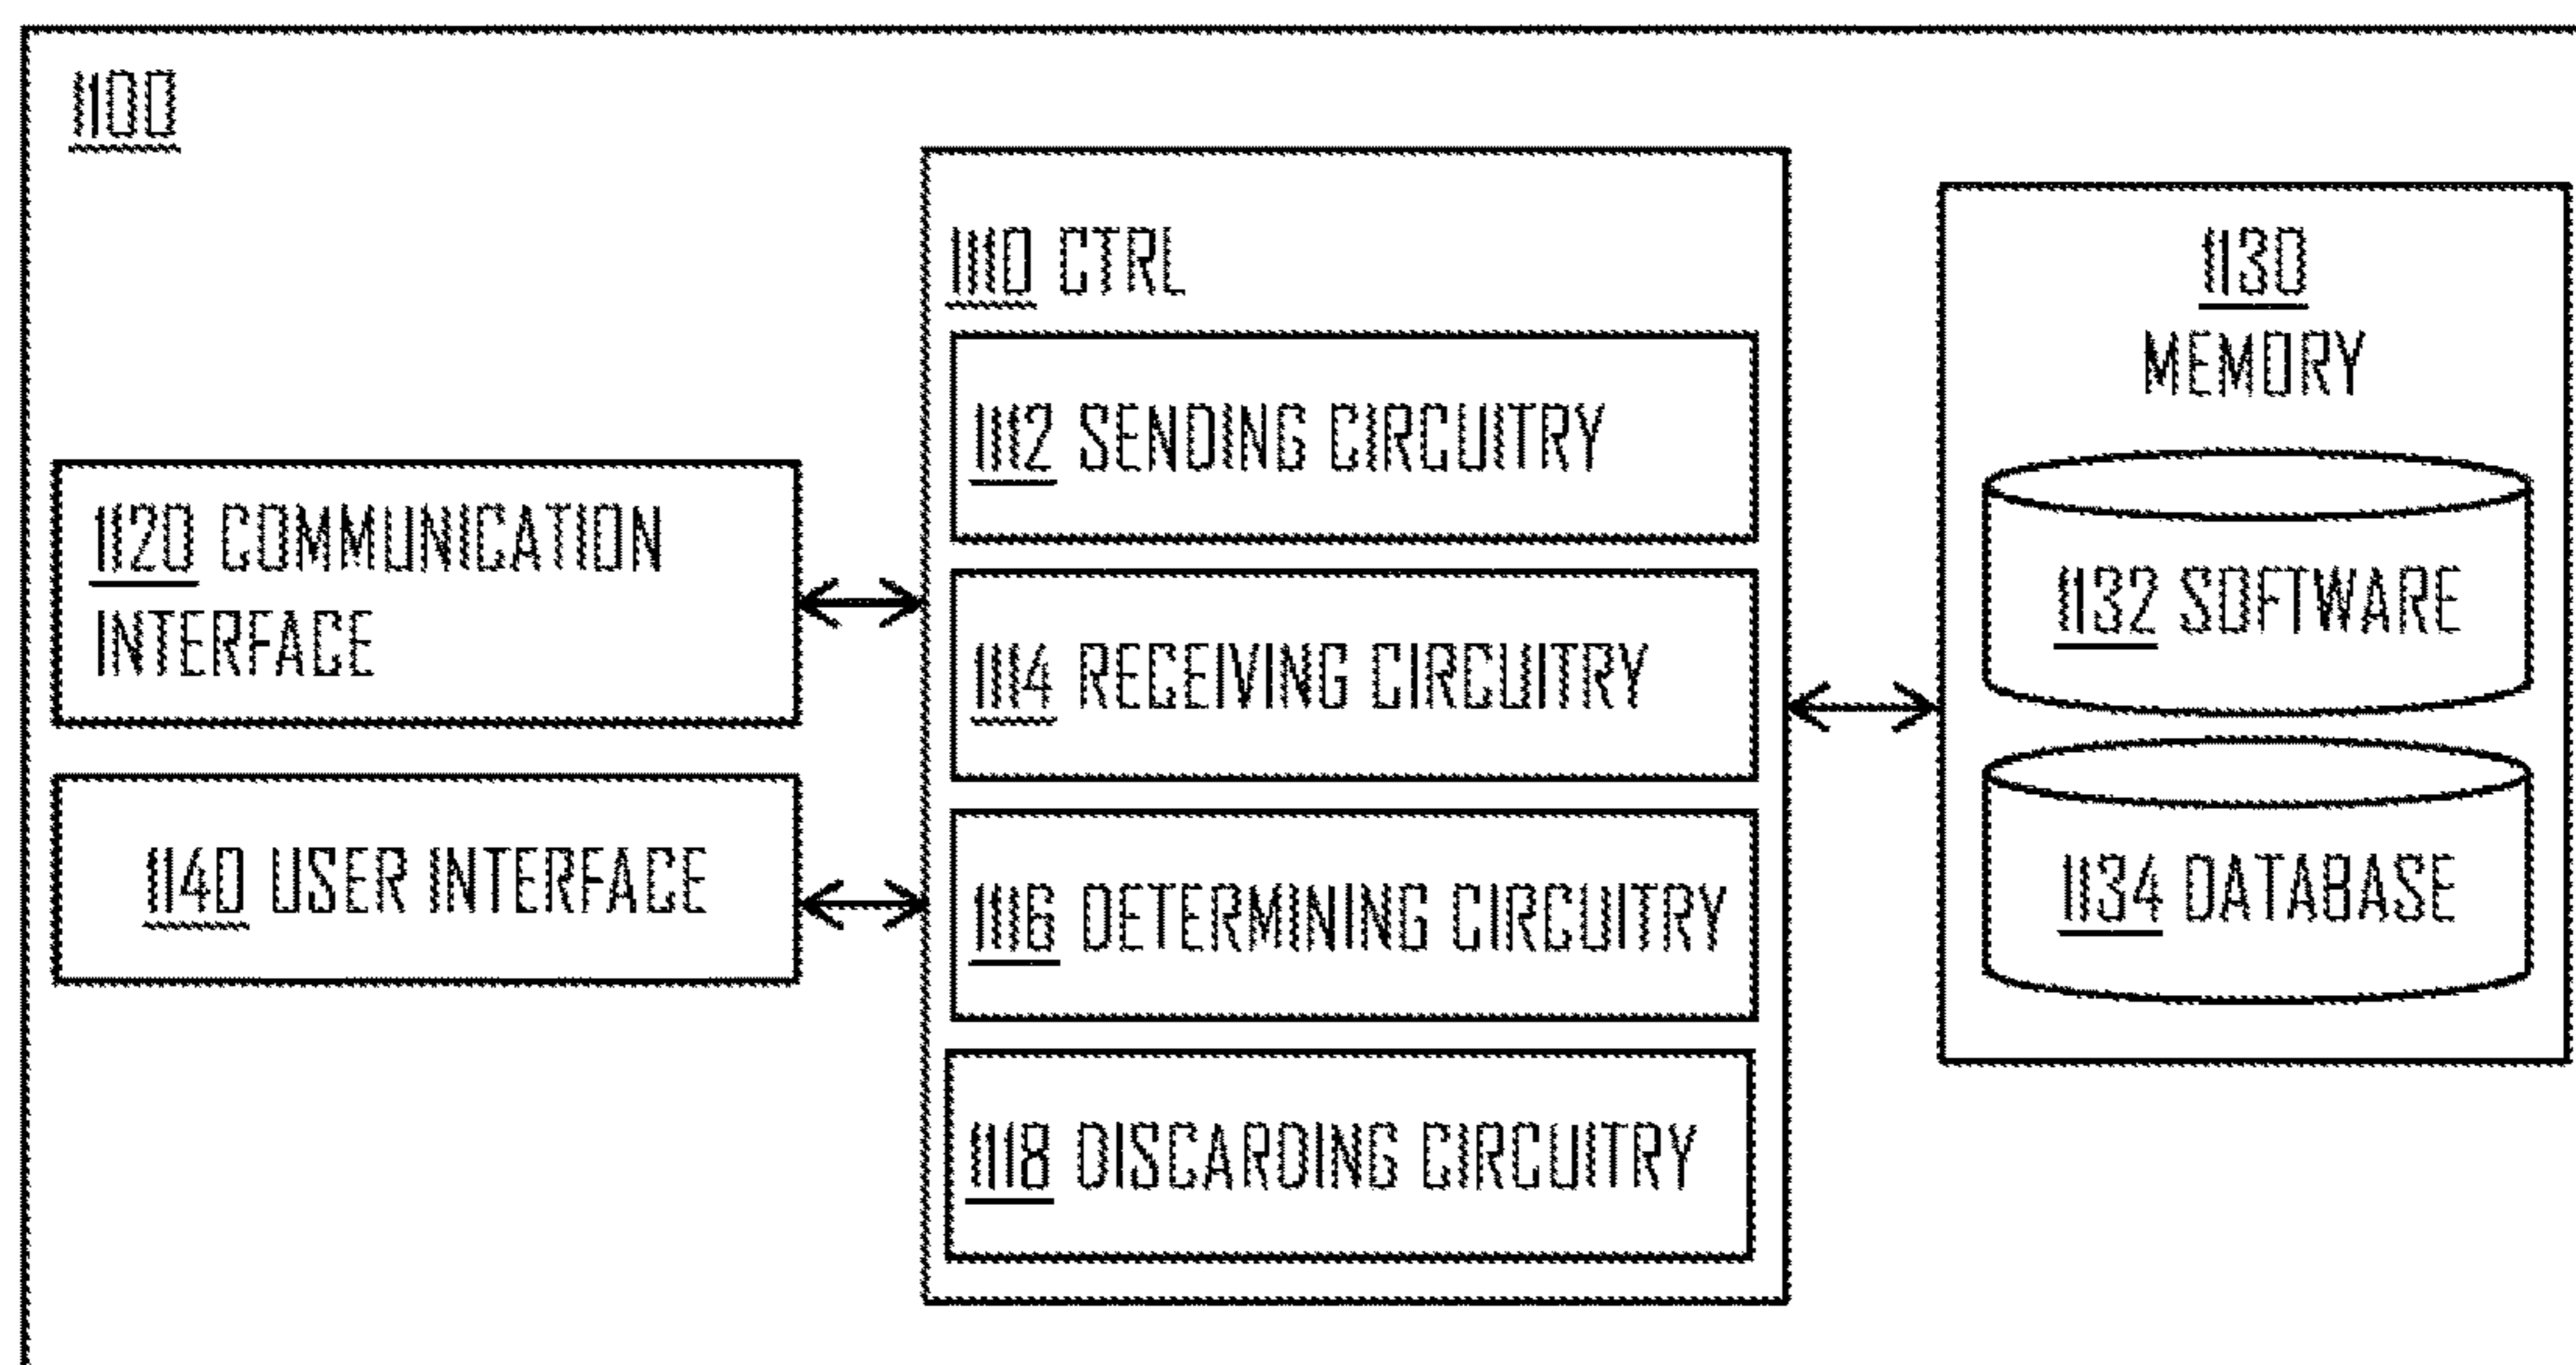 1100
1110 CTRL
1112 SENDING CIRCUITRY
1114 RECEIVING CIRCUITRY
1116 DETERMINING CIRCUITRY
1118 DISCARDING CIRCUITRY
1120 COMMUNICATION
INTERFACE
1140 USER INTERFACE
1130
MEMORY
1132 SOFTWARE
1134 DATABASE